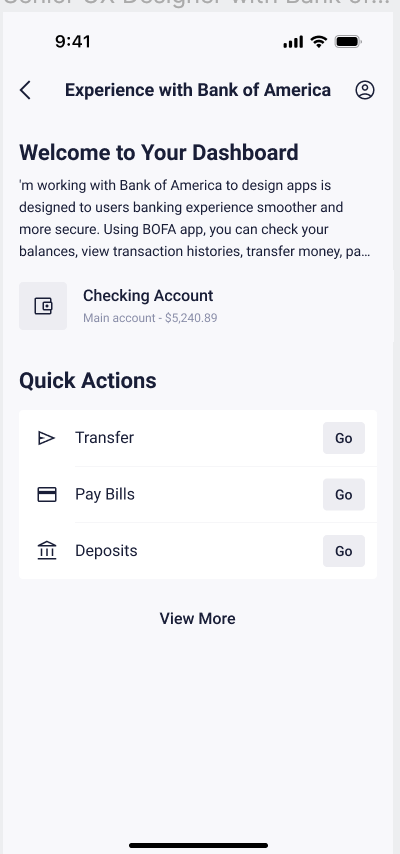 Senior UX Designer with Bank of...
9:41
Experience with Bank of America
Welcome to Your Dashboard
'm working with Bank of America to design apps is
designed to users banking experience smoother and
more secure. Using BOFA app, you can check your
balances, view transaction histories, transfer money, pa...
Checking Account
Main account - $5,240.89
Quick Actions
Transfer
Go
Pay Bills
Go
Deposits
Go
View More